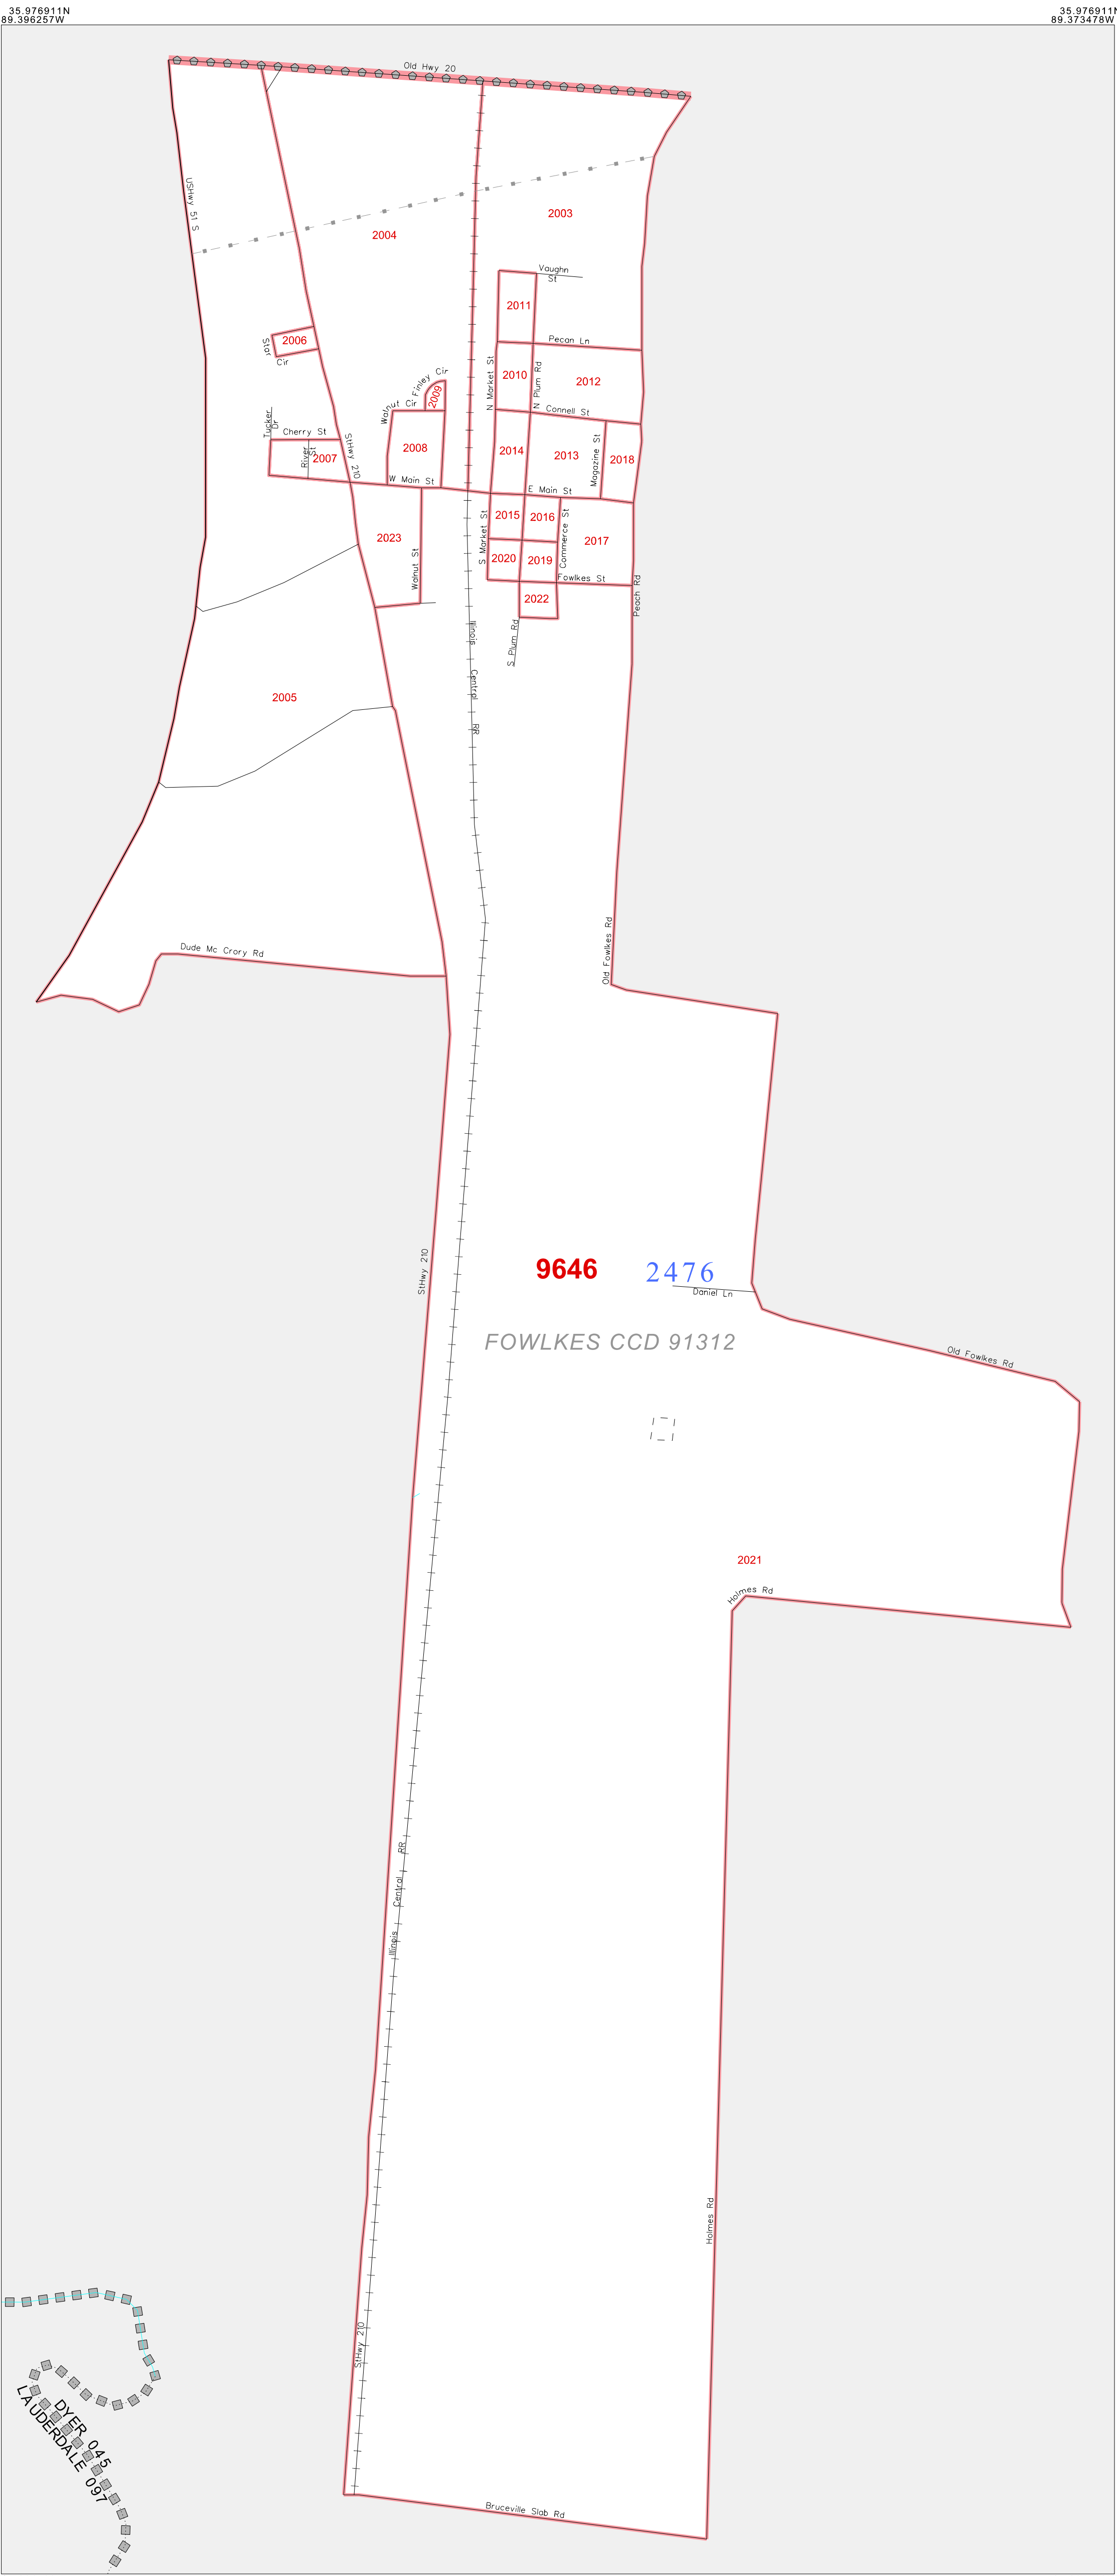 35.976911N
89.396257W
35.976911N
89.373478W
Old Hwy 20
USHwy 51 S
2003
2004
Vaughn
St
2011
Pecan Ln
2006
Star
Cir
N Market St
2010
N Plum Rd
2012
Finley Cir
2009
Walnut Cir
Connell St
Tucker
Dr
Cherry St
River
St
2007
StHwy 210
2008
2014
2013
Magazine St
2018
W Main St
E Main St
2015
2016
Commerce St
2017
2023
Walnut St
S Market St
2020
2019
Fowlkes St
Peach Rd
2022
S Plum Rd
Illinois Central RR
2005
Old Fowlkes Rd
Dude Mc Crory Rd
StHwy 210
9646
2476
Daniel Ln
FOWLKES CCD 91312
Old Fowlkes Rd
2021
Holmes Rd
Illinois Central RR
Holmes Rd
StHwy 210
DYER 045
LAUDERDALE 097
Bruceville Slab Rd